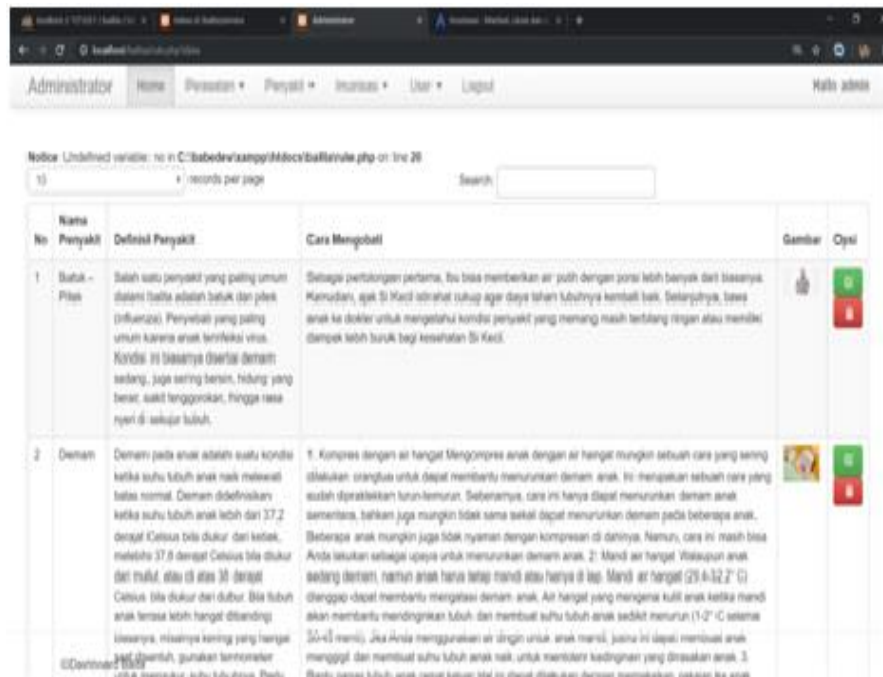 Administrator Home Perawatan Penyakit Imunisasi User Logout Hallo admin
Notice: Undefined variable: no in C:\babedev\xampp\htdocs\balita\rule.php on line 20
10 records per page Search:
No Nama Penyakit Definisi Penyakit Cara Mengobati Gambar Opsi
1 Batuk – Pilek
Salah satu penyakit yang paling umum
dialami balita adalah batuk dan pilek
(influenza). Penyebab yang paling
umum karena anak terinfeksi virus.
Kondisi ini biasanya disertai demam
sedang, juga sering bersin, hidung yang
berair, sakit tenggorokan, hingga rasa
nyeri di sekujur tubuh.
Sebagai pertolongan pertama, Ibu bisa memberikan air putih dengan porsi lebih banyak dari biasanya.
Kemudian, ajak Si Kecil istirahat cukup agar daya tahan tubuhnya kembali baik. Selanjutnya, bawa
anak ke dokter untuk mengetahui kondisi penyakit yang memang masih terbilang ringan atau memiliki
dampak lebih buruk bagi kesehatan Si Kecil.
2 Demam
Demam pada anak adalah suatu kondisi
ketika suhu tubuh anak naik melewati
batas normal. Demam didefinisikan
ketika suhu tubuh anak lebih dari 37,2
derajat Celsius bila diukur dari ketiak,
melebihi 37,8 derajat Celsius bila diukur
dari mulut, atau di atas 38 derajat
Celsius bila diukur dari dubur. Bila tubuh
anak terasa lebih hangat dibanding
biasanya, misalnya kening yang hangat
saat disentuh, gunakan termometer
untuk mengukur suhu tubuhnya. Perlu
1. Kompres dengan air hangat Mengompres anak dengan air hangat mungkin sebuah cara yang sering
dilakukan orangtua untuk dapat membantu menurunkan demam anak. Ini merupakan sebuah cara yang
sudah dipraktekkan turun-temurun. Sebenarnya, cara ini hanya dapat menurunkan demam anak
sementara, bahkan juga mungkin tidak sama sekali dapat menurunkan demam pada beberapa anak.
Beberapa anak mungkin juga tidak nyaman dengan kompresan di dahinya. Namun, cara ini masih bisa
Anda lakukan sebagai upaya untuk menurunkan demam anak. 2. Mandi air hangat Walaupun anak
sedang demam, namun anak harus tetap mandi atau hanya di lap. Mandi air hangat (29,4-32,2° C)
dianggap dapat membantu mengatasi demam anak. Air hangat yang mengenai kulit anak ketika mandi
akan membantu mendinginkan tubuh dan membuat suhu tubuh anak sedikit menurun (1-2° C selama
30-45 menit). Jika Anda menggunakan air dingin untuk anak mandi, justru ini dapat membuat anak
menggigil dan membuat suhu tubuh anak naik untuk mentolerir kedinginan yang dirasakan anak. 3.
©Dashboard Balita